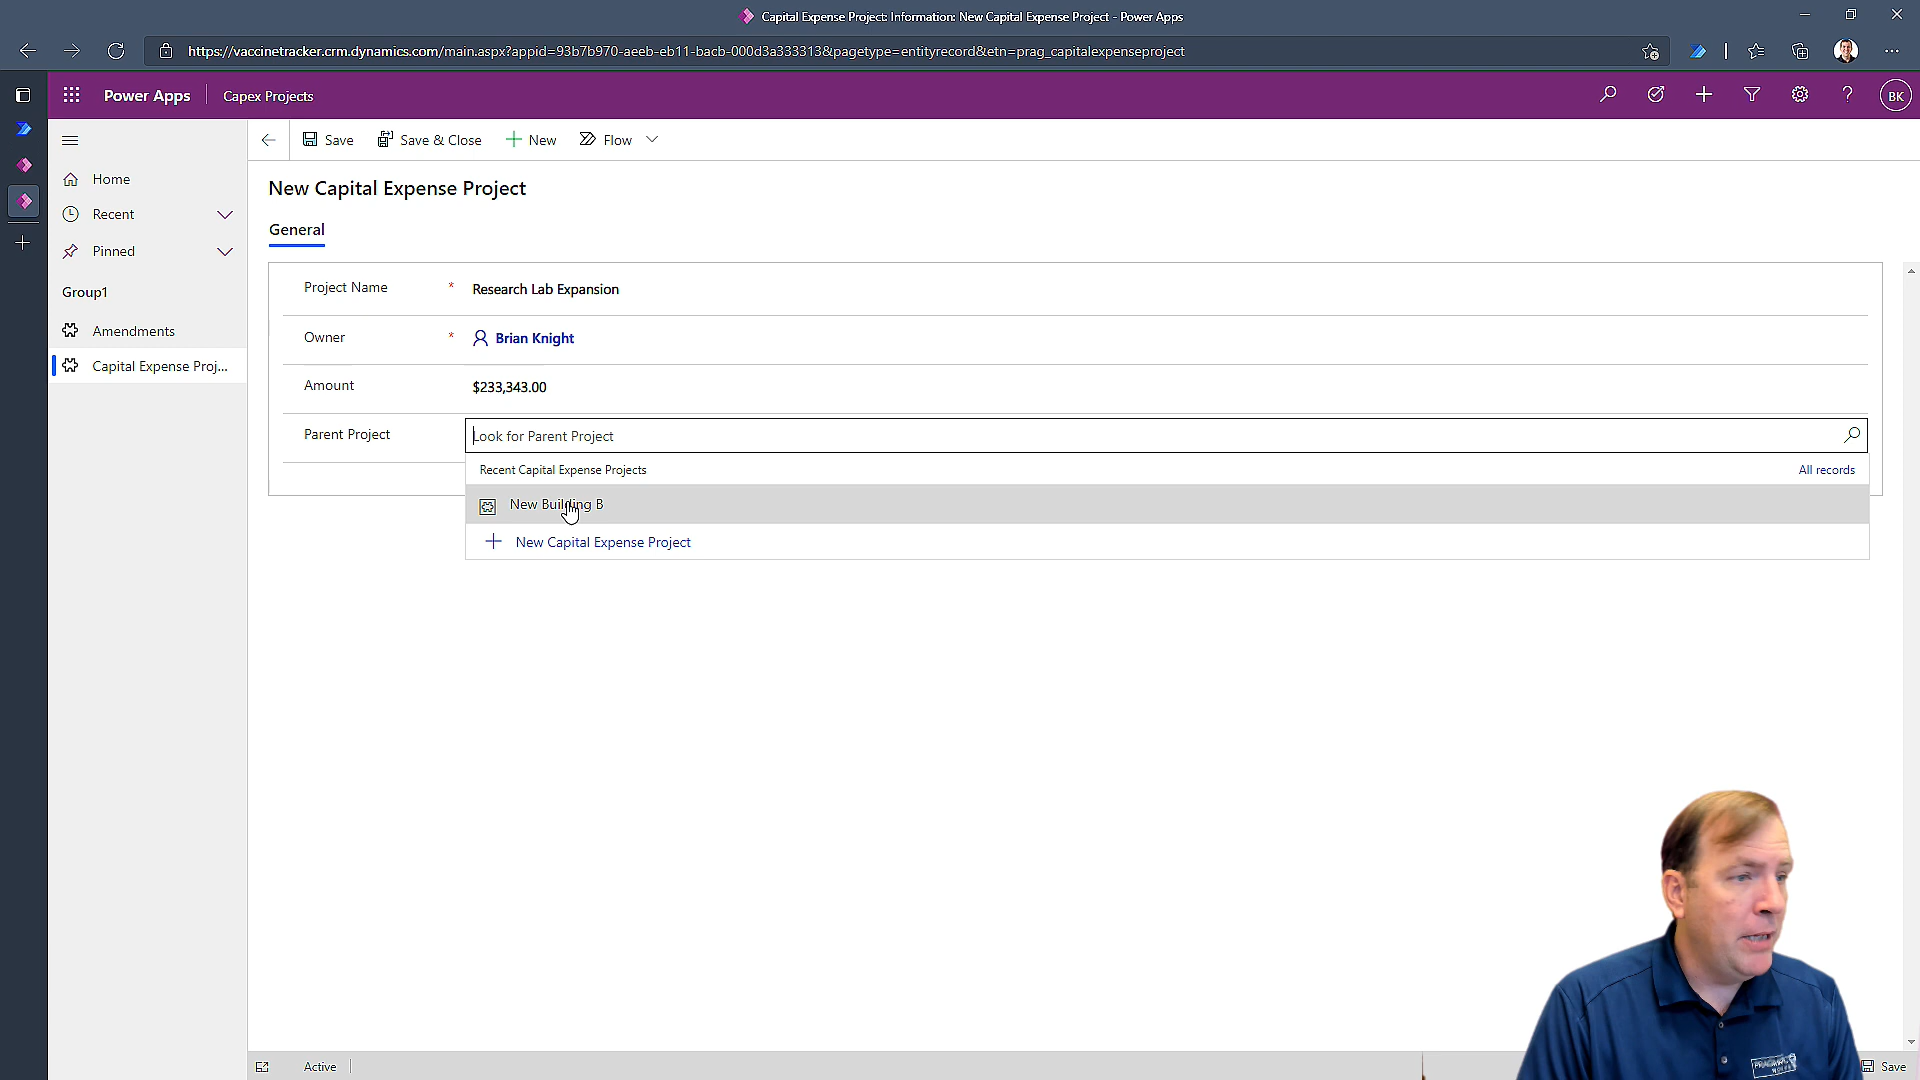 Capital Expense Project: Information: New Capital Expense Project - Power Apps
https://vaccinetracker.crm.dynamics.com/main.aspx?appid=93b7b970-aeeb-eb11-bacb-000d3a333313&pagetype=entityrecord&etn=prag_capitalexpenseproject
Power Apps Capex Projects BK
Save Save & Close New Flow
Home
Recent
Pinned
Group1
Amendments
Capital Expense Proj...
New Capital Expense Project
General
Project Name * Research Lab Expansion
Owner * Brian Knight
Amount $233,343.00
Parent Project Look for Parent Project
Recent Capital Expense Projects All records
New Building B
New Capital Expense Project
PRAGMATIC
WORKS
Active Save